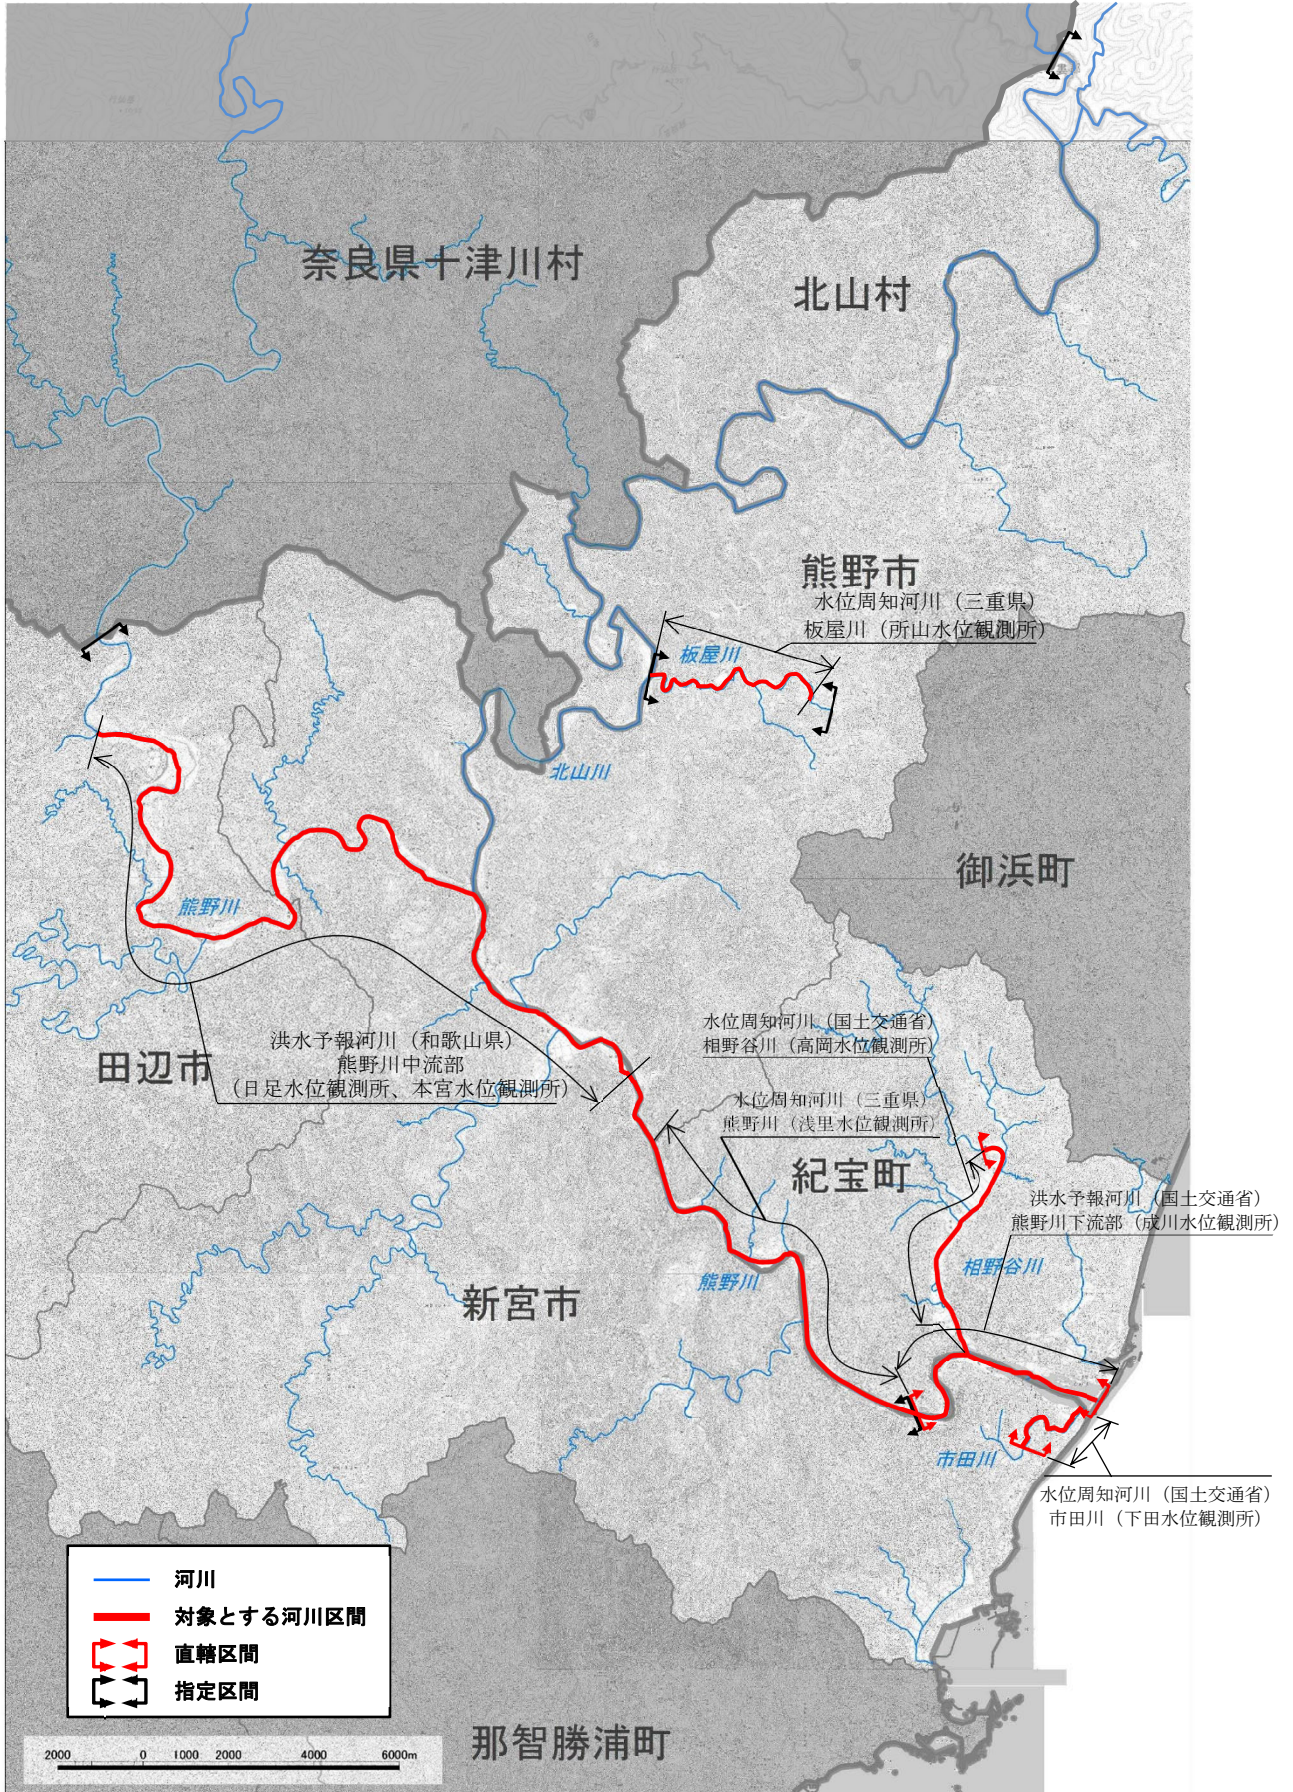 奈良県十津川村
北山村
熊野市
水位周知河川（三重県）
板屋川（所山水位観測所）
板屋川
北山川
御浜町
熊野川
洪水予報河川（和歌山県）
熊野川中流部
（日足水位観測所、本宮水位観測所）
田辺市
水位周知河川（国土交通省）
相野谷川（高岡水位観測所）
水位周知河川（三重県）
熊野川（浅里水位観測所）
紀宝町
洪水予報河川（国土交通省）
熊野川下流部（成川水位観測所）
相野谷川
熊野川
新宮市
市田川
水位周知河川（国土交通省）
市田川（下田水位観測所）
河川
対象とする河川区間
直轄区間
指定区間
那智勝浦町
2000 0 1000 2000 4000 6000m